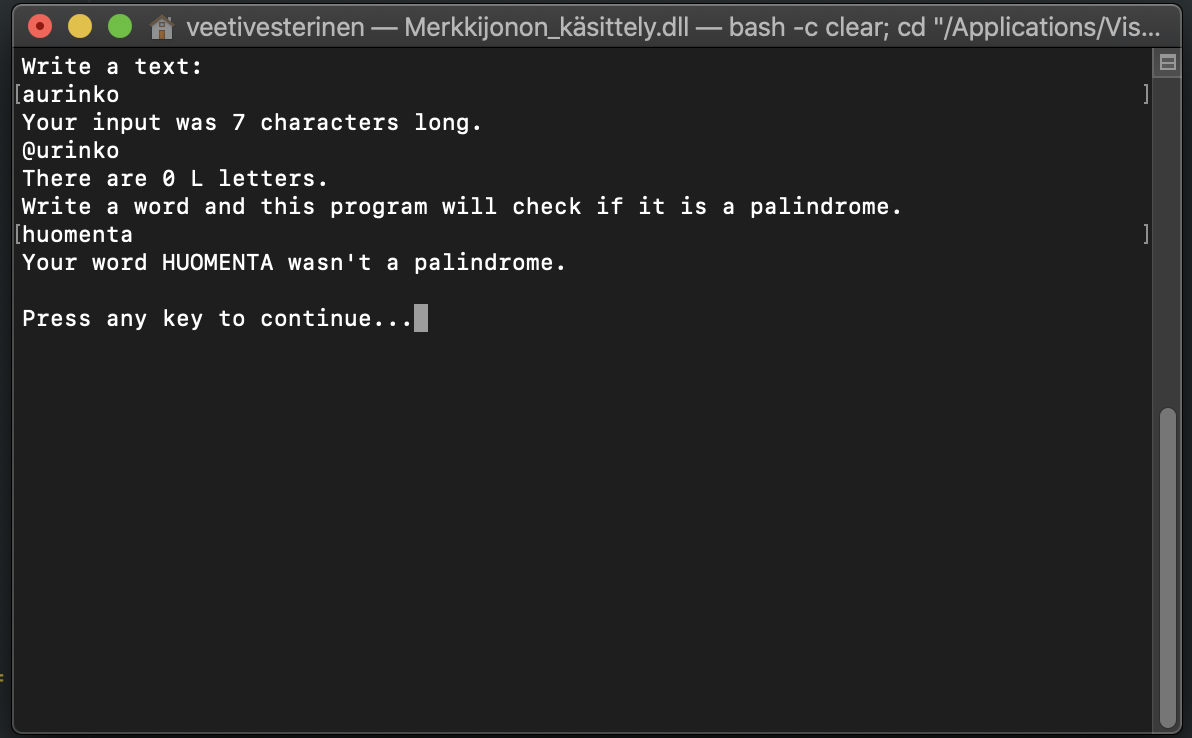 veetivesterinen — Merkkijonon_käsittely.dll — bash -c clear; cd "/Applications/Vis...
Write a text:
[aurinko ]
Your input was 7 characters long.
@urinko
There are 0 L letters.
Write a word and this program will check if it is a palindrome.
[huomenta ]
Your word HUOMENTA wasn't a palindrome.
Press any key to continue...